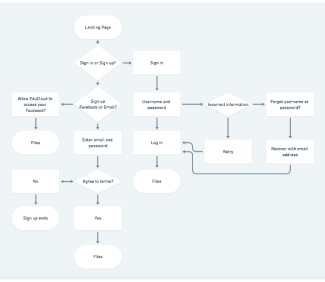 Landing Page
Sign in or Sign up?
Sign in
Allow EduCloud to
access your
Facebook?
Sign up
Facebook or Email?
Username and
password
Incorrect information
Forgot username or
password?
Files
Enter email and
password
Log in
Retry
Recover with email
address
No
Agree to terms?
Files
Sign up ends
Yes
Files